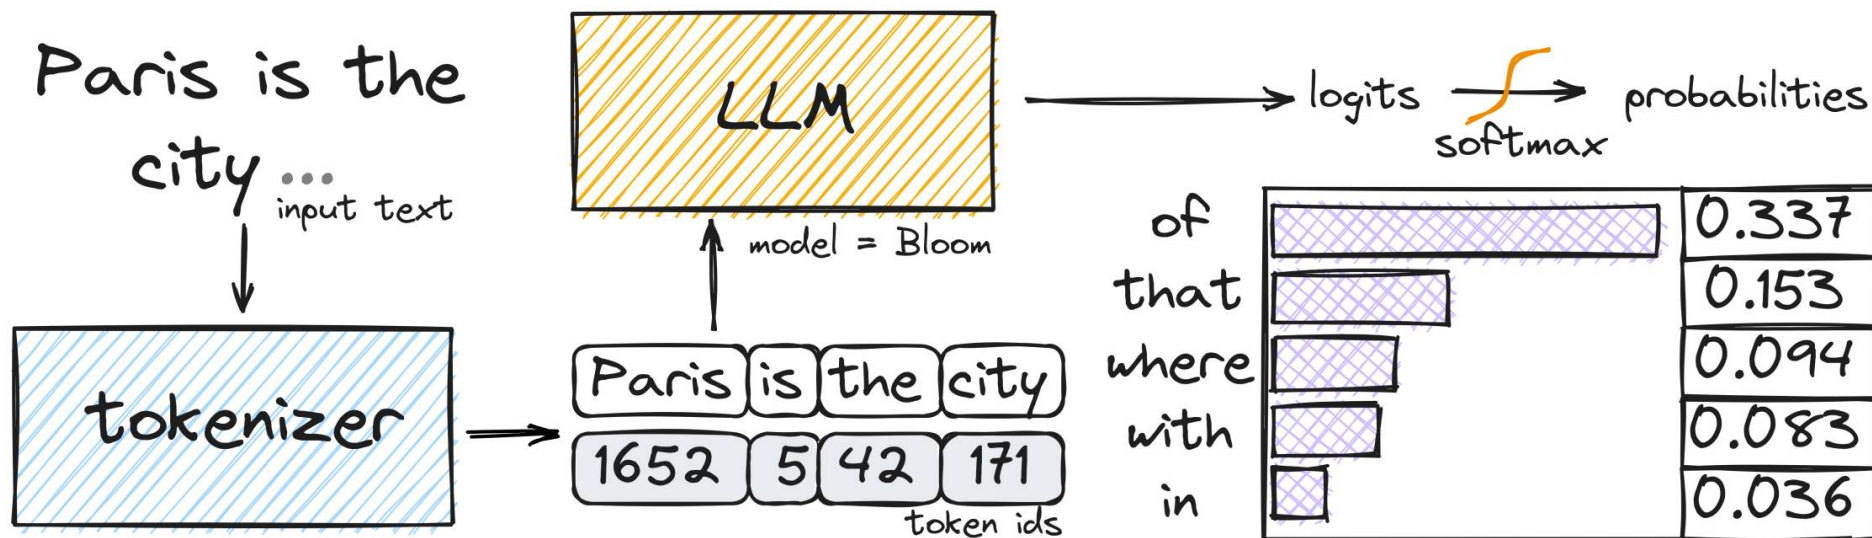 Paris is the
city ...
input text
tokenizer
Paris is the city
1652 5 42 171
token ids
LLM
model = Bloom
logits
softmax
probabilities
of 0.337
that 0.153
where 0.094
with 0.083
in 0.036